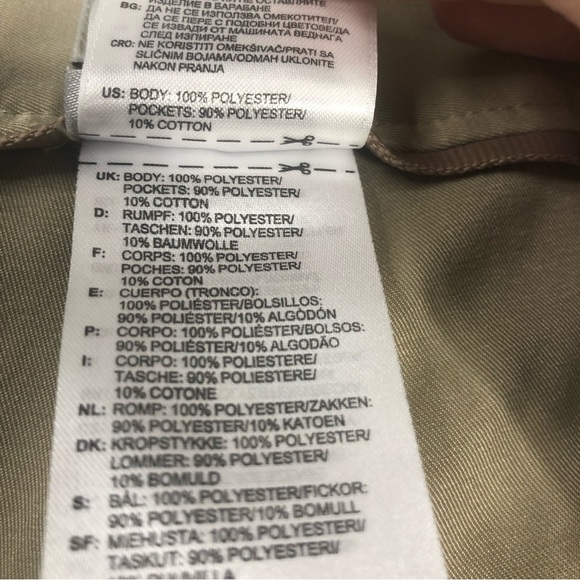 ИЗДЕЛИЕ В БАРАБАНЕ
BG: ДА НЕ СЕ ИЗПОЛЗВА ОМЕКОТИТЕЛ/
ДА СЕ ПЕРЕ С ПОДОБНИ ЦВЕТОВЕ/ДА
СЕ ИЗВАДИ ОТ МАШИНАТА ВЕДНАГА
СЛЕД ИЗПИРАНЕ
CRO: NE KORISTITI OMEKŠIVAČ/PRATI SA
SLIČNIM BOJAMA/ODMAH UKLONITE
NAKON PRANJA
US: BODY: 100% POLYESTER/
POCKETS: 90% POLYESTER/
10% COTTON
UK: BODY: 100% POLYESTER/
POCKETS: 90% POLYESTER/
10% COTTON
D: RUMPF: 100% POLYESTER/
TASCHEN: 90% POLYESTER/
10% BAUMWOLLE
F: CORPS: 100% POLYESTER/
POCHES: 90% POLYESTER/
10% COTON
E: CUERPO (TRONCO):
100% POLIÉSTER/BOLSILLOS:
90% POLIÉSTER/10% ALGODÓN
P: CORPO: 100% POLIÉSTER/BOLSOS:
90% POLIÉSTER/10% ALGODÃO
I: CORPO: 100% POLIESTERE/
TASCHE: 90% POLIESTERE/
10% COTONE
NL: ROMP: 100% POLYESTER/ZAKKEN:
90% POLYESTER/10% KATOEN
DK: KROPSTYKKE: 100% POLYESTER/
LOMMER: 90% POLYESTER/
10% BOMULD
S: BÅL: 100% POLYESTER/FICKOR:
90% POLYESTER/10% BOMULL
SF: MIEHUSTA: 100% POLYESTERI/
TASKUT: 90% POLYESTERI/